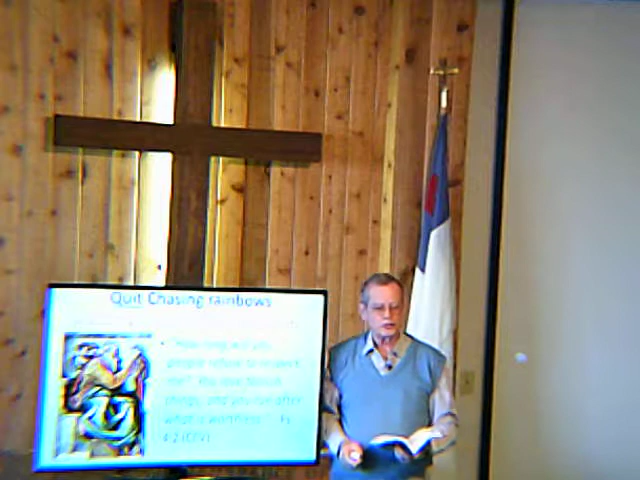 Quit Chasing rainbows
• "How long will you
people refuse to respect
me? You love foolish
things, and you run after
what is worthless." Ps
4:2 (CEV)